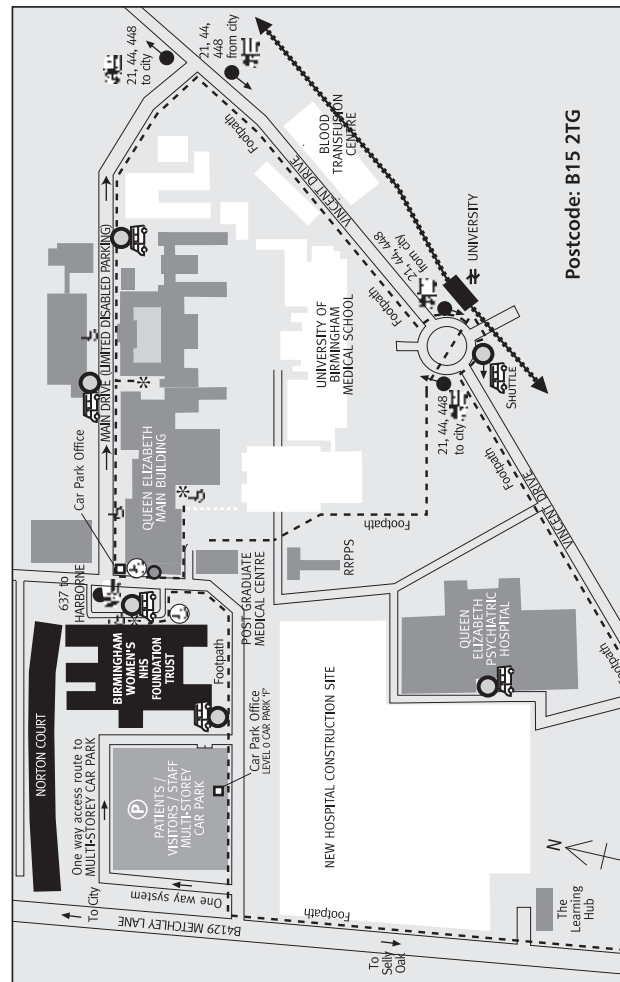 NORTON COURT
B4129 METCHLEY LANE
To City
To
Selly
Oak
One way system
One way access route to
MULTI-STOREY CAR PARK
P
PATIENTS /
VISITORS / STAFF
MULTI-STOREY
CAR PARK
Car Park Office
LEVEL 0 CAR PARK 'F'
BIRMINGHAM
WOMEN'S
NHS
FOUNDATION
TRUST
Footpath
637 to
HARBORNE
Car Park Office
MAIN DRIVE (LIMITED DISABLED PARKING)
QUEEN ELIZABETH
MAIN BUILDING
POST GRADUATE
MEDICAL CENTRE
RRPPS
Footpath
UNIVERSITY OF
BIRMINGHAM
MEDICAL SCHOOL
21, 44, 448
to city
21, 44,
448
from city
Footpath
VINCENT DRIVE
BLOOD
TRANSFUSION
CENTRE
Footpath
21, 44, 448
from city
UNIVERSITY
21, 44, 448
to city
SHUTTLE
Footpath
VINCENT DRIVE
Footpath
QUEEN
ELIZABETH
PSYCHIATRIC
HOSPITAL
NEW HOSPITAL CONSTRUCTION SITE
Footpath
The
Learning
Hub
N
Postcode: B15 2TG